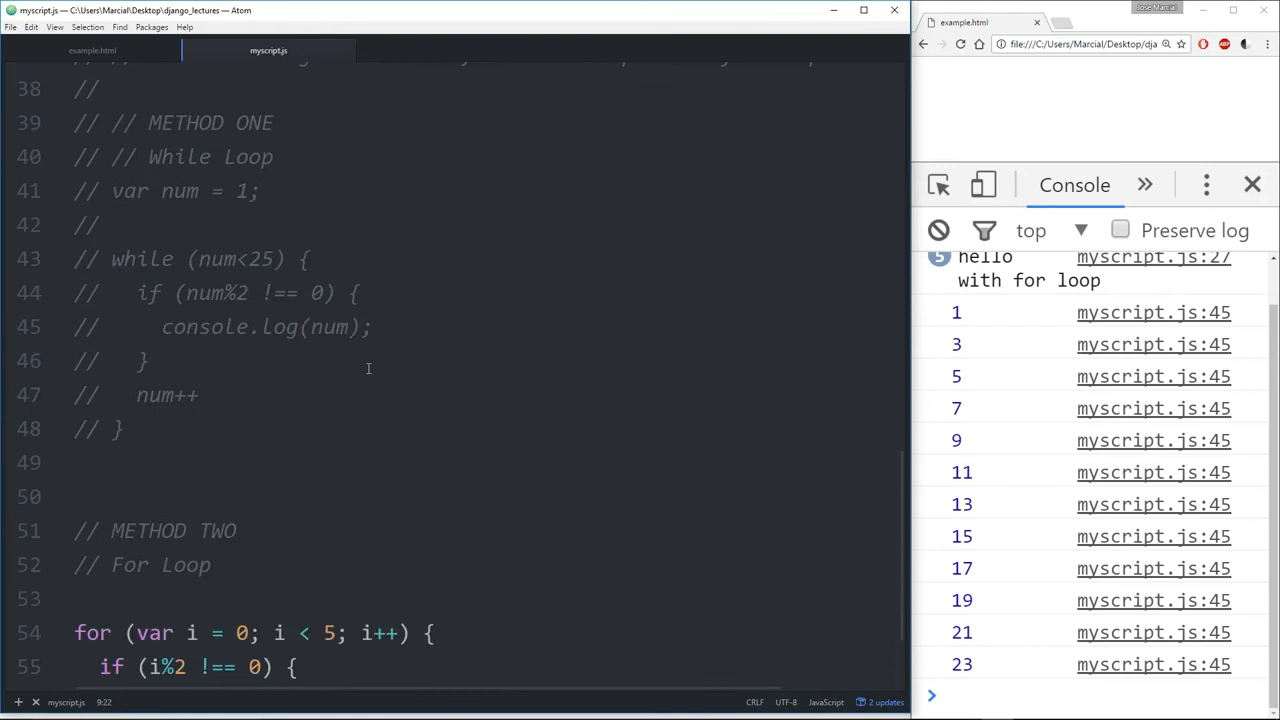 myscript.js — C:\Users\Marcial\Desktop\django_lectures — Atom
File Edit View Selection Find Packages Help
example.html
myscript.js
38 //
39 // // METHOD ONE
40 // // While Loop
41 // var num = 1;
42 //
43 // while (num<25) {
44 //   if (num%2 !== 0) {
45 //     console.log(num);
46 //   }
47 //   num++
48 // }
49
50
51 // METHOD TWO
52 // For Loop
53
54 for (var i = 0; i < 5; i++) {
55   if (i%2 !== 0) {
myscript.js 9:22
CRLF UTF-8 JavaScript 2 updates
Jose Marcial
example.html
file:///C:/Users/Marcial/Desktop/dja
ABP
Console
top
Preserve log
5 hello myscript.js:27
with for loop
1 myscript.js:45
3 myscript.js:45
5 myscript.js:45
7 myscript.js:45
9 myscript.js:45
11 myscript.js:45
13 myscript.js:45
15 myscript.js:45
17 myscript.js:45
19 myscript.js:45
21 myscript.js:45
23 myscript.js:45